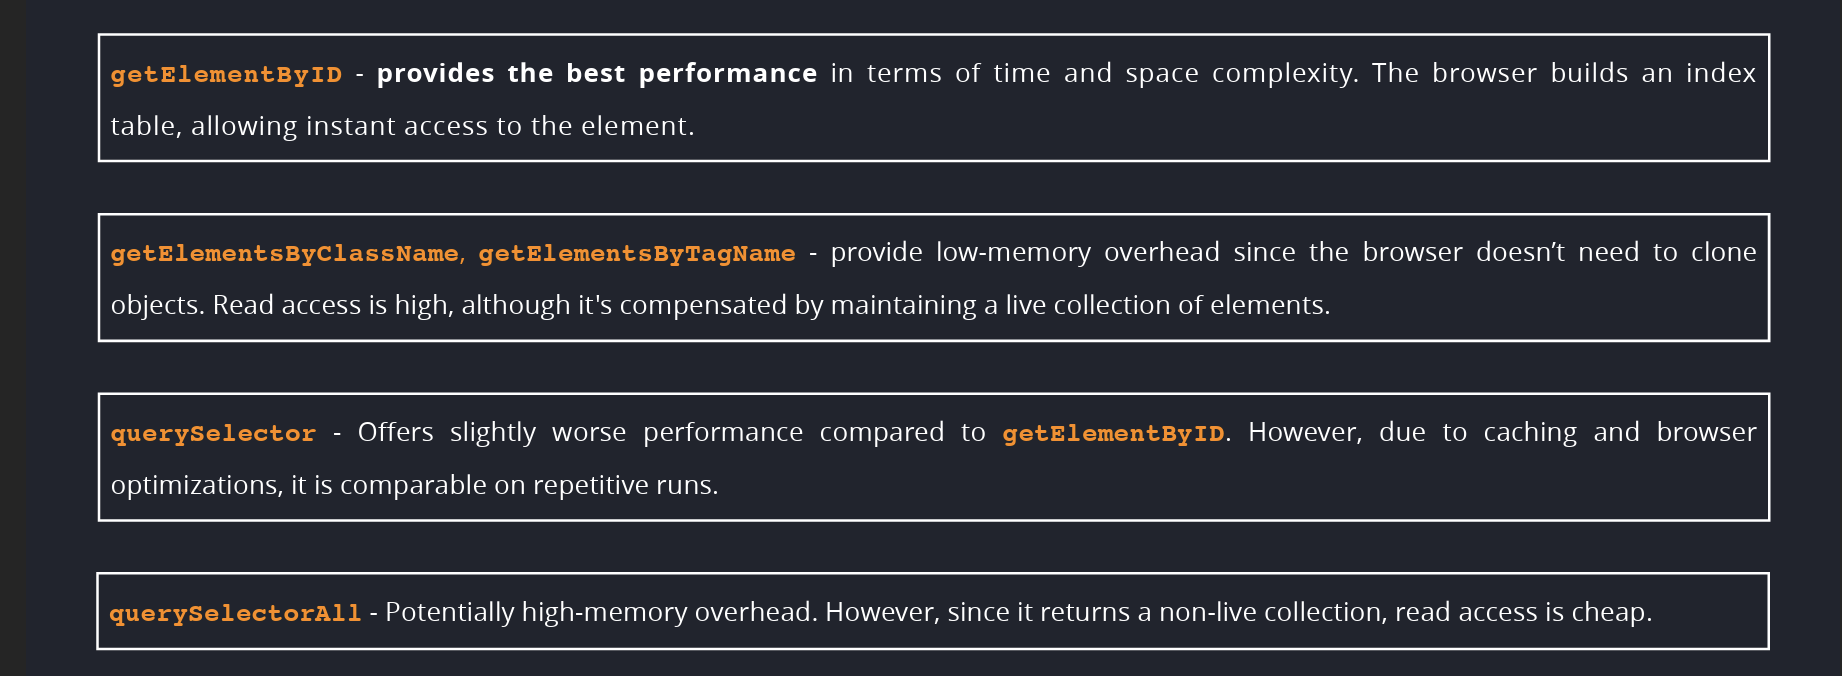 getElementByID - provides the best performance in terms of time and space complexity. The browser builds an index
table, allowing instant access to the element.
getElementsByClassName, getElementsByTagName - provide low-memory overhead since the browser doesn’t need to clone
objects. Read access is high, although it's compensated by maintaining a live collection of elements.
querySelector - Offers slightly worse performance compared to getElementByID. However, due to caching and browser
optimizations, it is comparable on repetitive runs.
querySelectorAll - Potentially high-memory overhead. However, since it returns a non-live collection, read access is cheap.